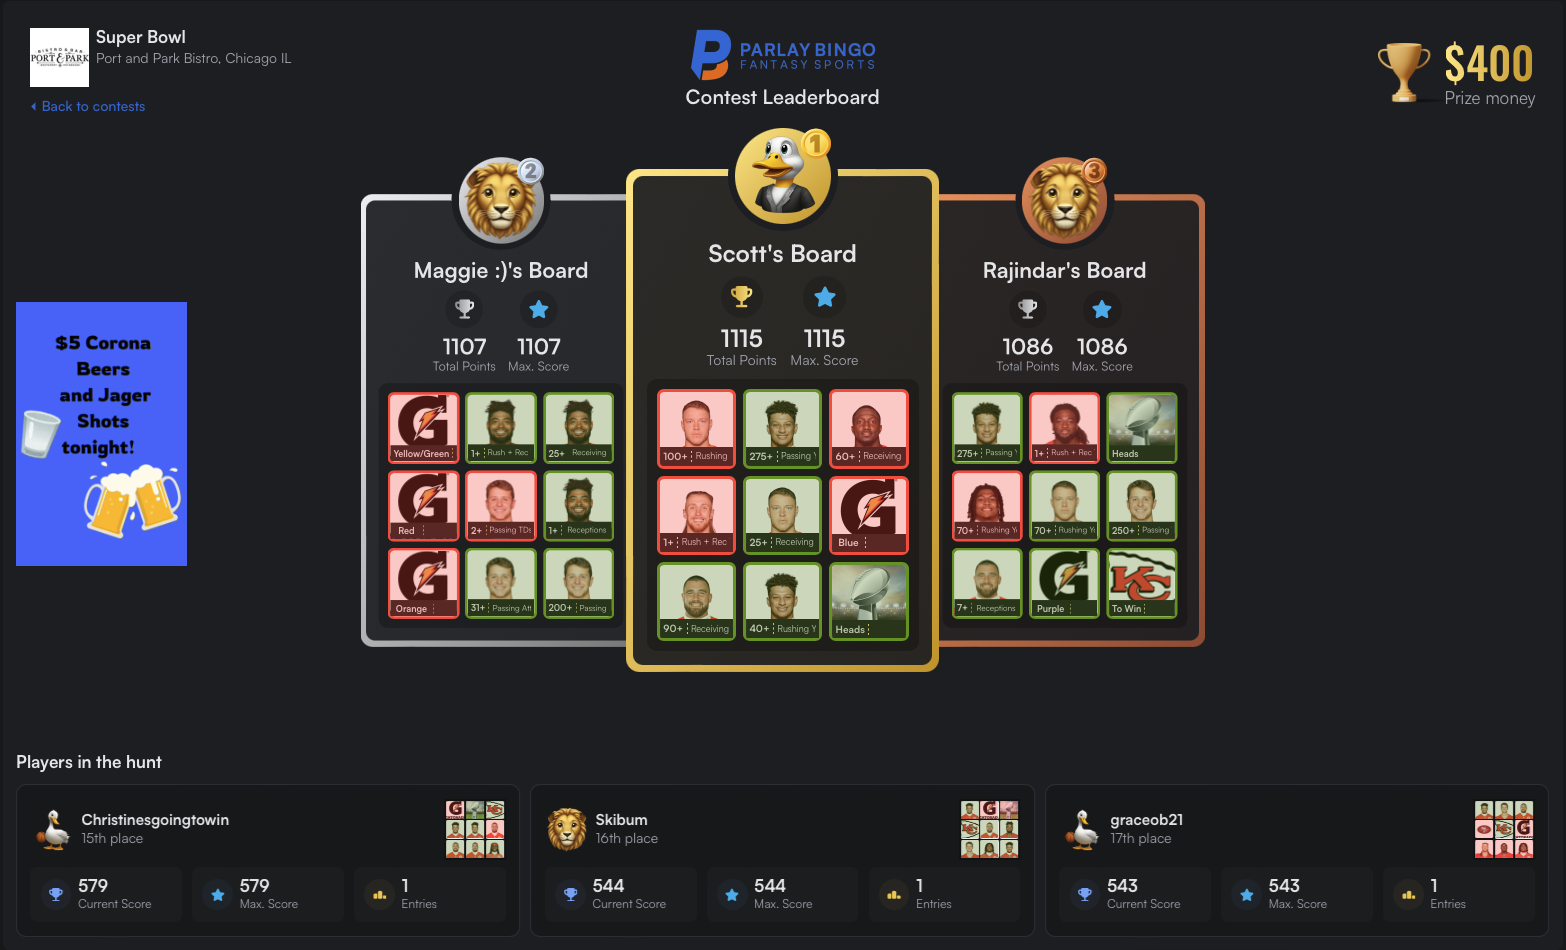 Super Bowl
Port and Park Bistro, Chicago IL
PORT & PARK
Back to contests
PARLAY BINGO
FANTASY SPORTS
Contest Leaderboard
$400
Prize money
$5 Corona
Beers
and Jager
Shots
tonight!
2
Maggie :)'s Board
1107
Total Points
1107
Max. Score
Yellow/Green
1+ Rush + Rec
25+ Receiving
Red
2+ Passing TDs
1+ Receptions
Orange
31+ Passing Att
200+ Passing
1
Scott's Board
1115
Total Points
1115
Max. Score
100+ Rushing
275+ Passing Y
60+ Receiving
1+ Rush + Rec
25+ Receiving
Blue
90+ Receiving
40+ Rushing Y
Heads
3
Rajindar's Board
1086
Total Points
1086
Max. Score
275+ Passing Y
1+ Rush + Rec
Heads
70+ Rushing Y
70+ Rushing Y
250+ Passing
7+ Receptions
Purple
KC
To Win
Players in the hunt
Christinesgoingtowin
15th place
579
Current Score
579
Max. Score
1
Entries
Skibum
16th place
544
Current Score
544
Max. Score
1
Entries
graceob21
17th place
543
Current Score
543
Max. Score
1
Entries